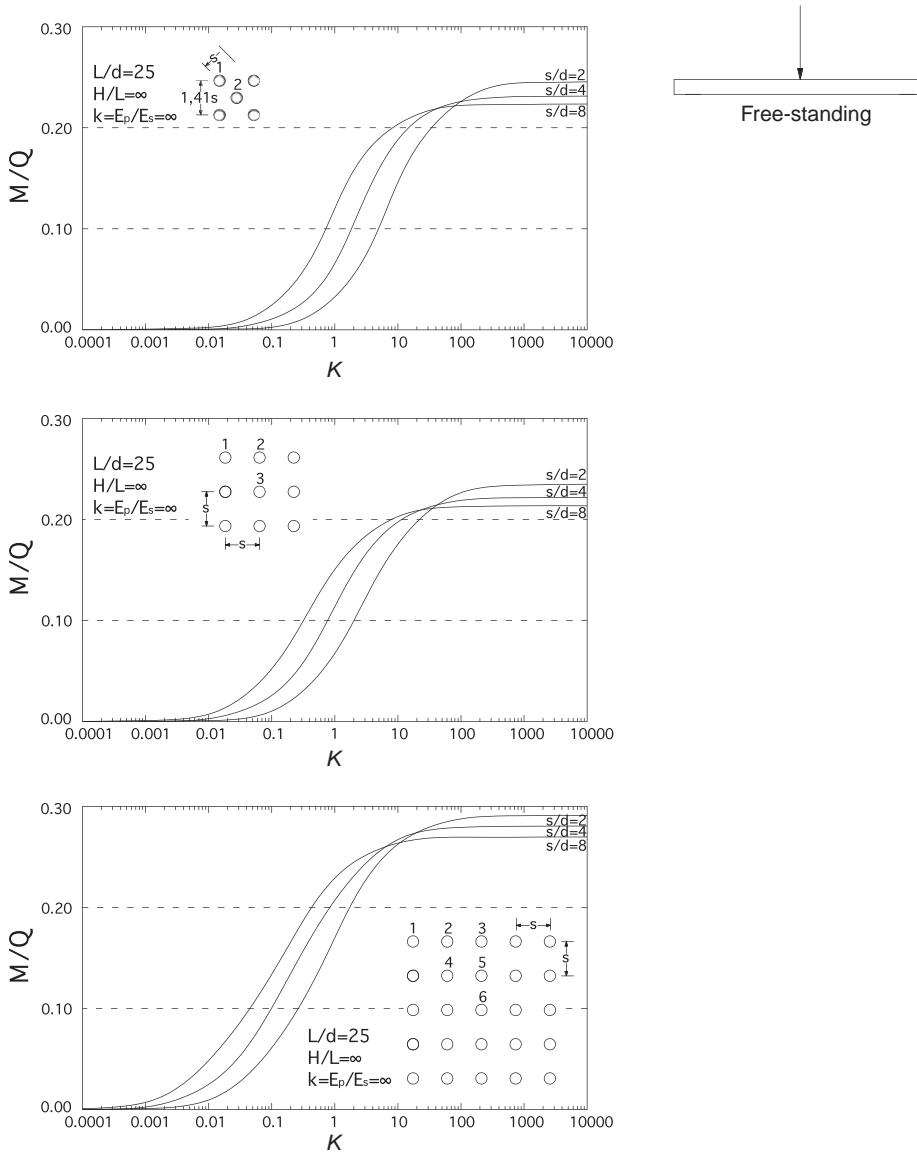 0.30
L/d=25
H/L=∞
k=Eₚ/Eₛ=∞
s
1
2
1,41s
s/d=2
s/d=4
s/d=8
0.20
0.10
0.00
M/Q
0.0001 0.001 0.01 0.1 1 10 100 1000 10000
K
Free-standing
0.30
L/d=25
H/L=∞
k=Eₚ/Eₛ=∞
1 2
3
s
s
s/d=2
s/d=4
s/d=8
0.20
0.10
0.00
M/Q
0.0001 0.001 0.01 0.1 1 10 100 1000 10000
K
0.30
s/d=2
s/d=4
s/d=8
0.20
1 2 3 s
s
4 5
6
0.10
L/d=25
H/L=∞
k=Eₚ/Eₛ=∞
0.00
M/Q
0.0001 0.001 0.01 0.1 1 10 100 1000 10000
K